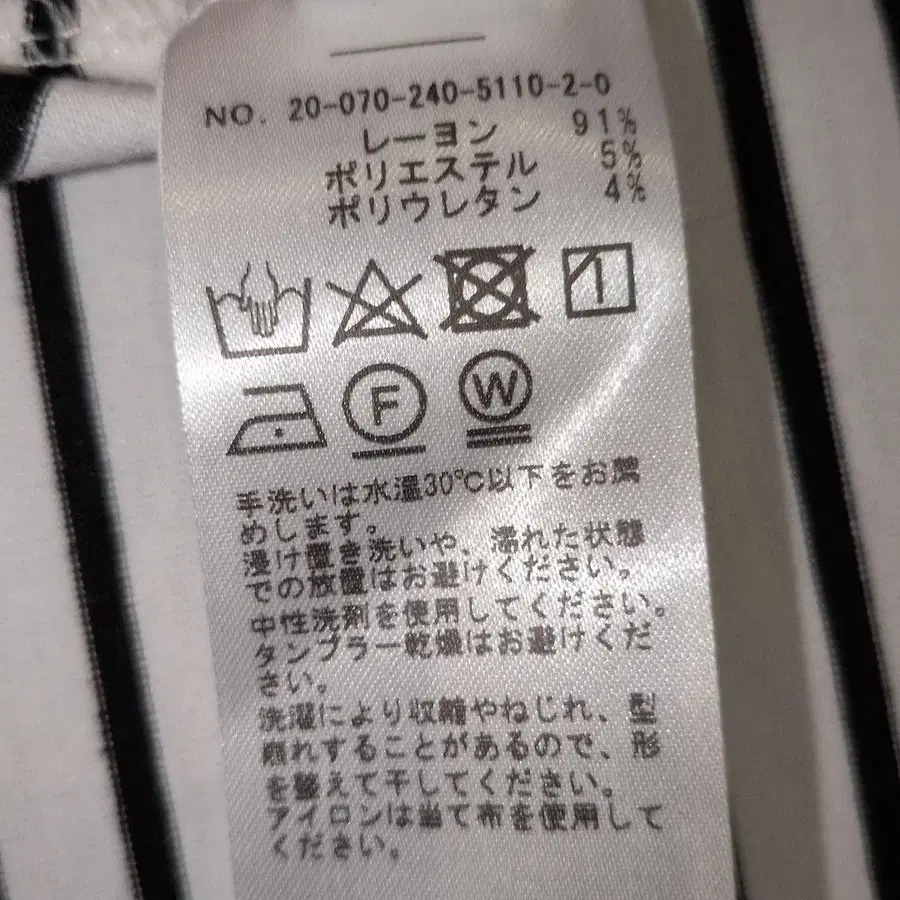 NO. 20-070-240-5110-2-0
レーヨン 91%
ポリエステル 5%
ポリウレタン 4%
F
W
手洗いは水温30℃以下をお薦
めします。
浸け置き洗いや、濡れた状態
での放置はお避けください。
中性洗剤を使用してください。
タンブラー乾燥はお避けくだ
さい。
洗濯により収縮やねじれ、型
崩れすることがあるので、形
を整えて干してください。
アイロンは当て布を使用して
ください。